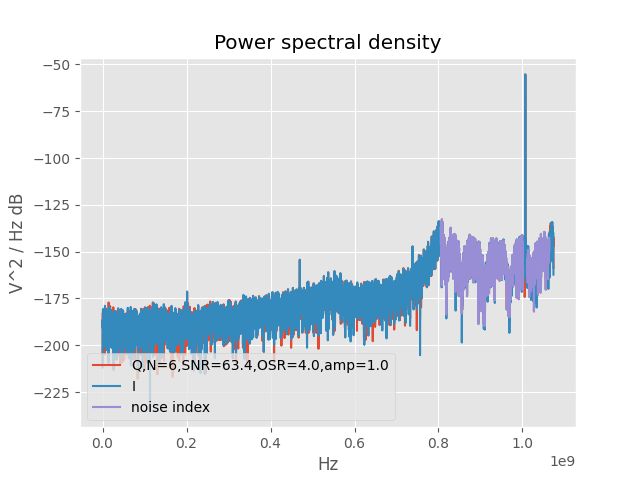 Power spectral density
V^2 / Hz dB
−50
−75
−100
−125
−150
−175
−200
−225
Q,N=6,SNR=63.4,OSR=4.0,amp=1.0
I
noise index
0.0 0.2 0.4 0.6 0.8 1.0
1e9
Hz